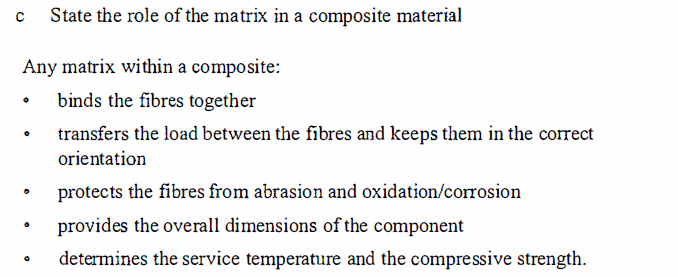 c State the role of the matrix in a composite material
Any matrix within a composite:
• binds the fibres together
• transfers the load between the fibres and keeps them in the correct
orientation
• protects the fibres from abrasion and oxidation/corrosion
• provides the overall dimensions of the component
• determines the service temperature and the compressive strength.